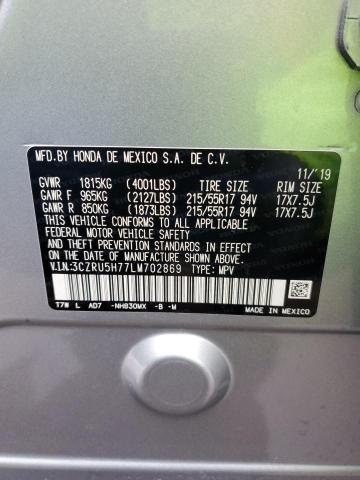 MFD.BY HONDA DE MEXICO S.A. DE C.V. 11/'19
GVWR 1815KG (4001LBS) TIRE SIZE RIM SIZE
GAWR F 965KG (2127LBS) 215/55R17 94V 17X7.5J
GAWR R 850KG (1873LBS) 215/55R17 94V 17X7.5J
THIS VEHICLE CONFORMS TO ALL APPLICABLE
FEDERAL MOTOR VEHICLE SAFETY, BUMPER,
AND THEFT PREVENTION STANDARDS IN EFFECT
ON THE DATE OF MANUFACTURE SHOWN ABOVE.
V.I.N:3CZRU5H77LM702869 TYPE: MPV
T7W L AD7 -NH830MX -B -M
MADE IN
MEXICO